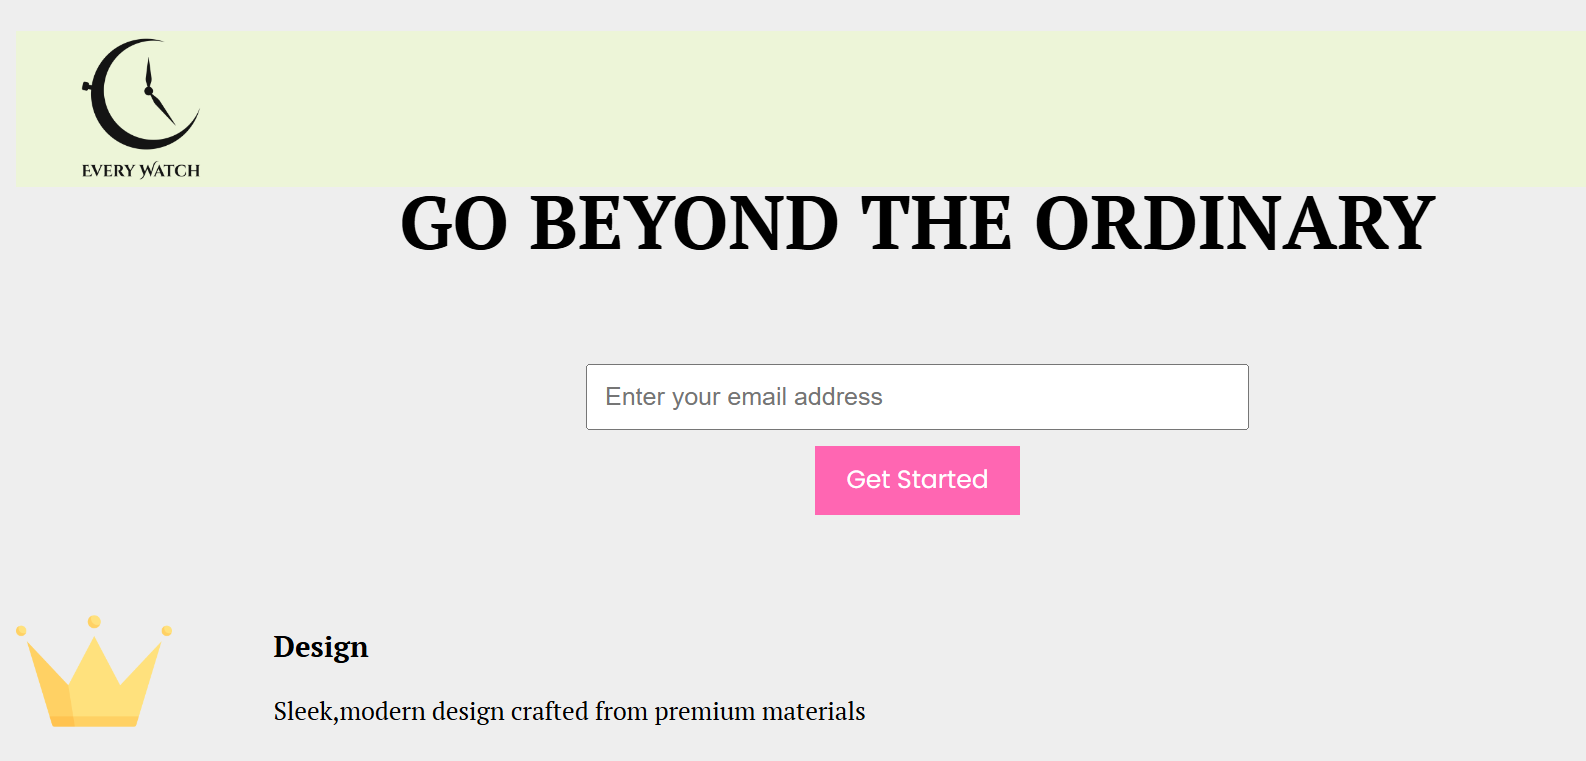 EVERY WATCH
GO BEYOND THE ORDINARY
Enter your email address
Get Started
Design
Sleek,modern design crafted from premium materials